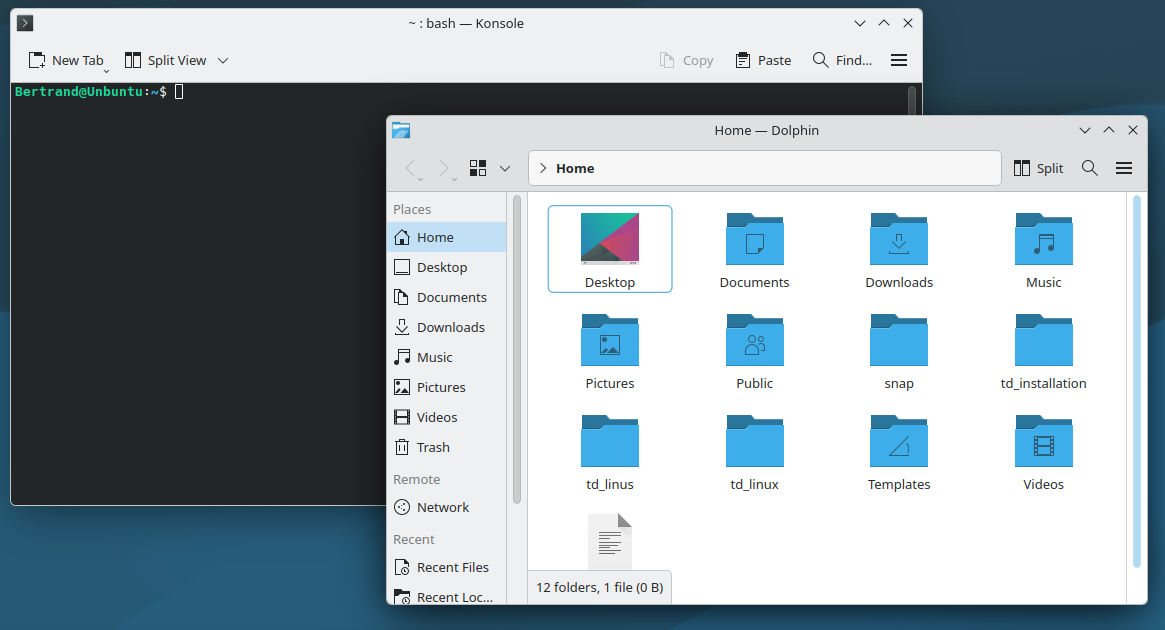 ~ : bash — Konsole
New Tab
Split View
Copy
Paste
Find...
Bertrand@Unbuntu:~$
Home — Dolphin
Home
Split
Places
Home
Desktop
Documents
Downloads
Music
Pictures
Videos
Trash
Remote
Network
Recent
Recent Files
Recent Loc...
Desktop
Documents
Downloads
Music
Pictures
Public
snap
td_installation
td_linus
td_linux
Templates
Videos
12 folders, 1 file (0 B)